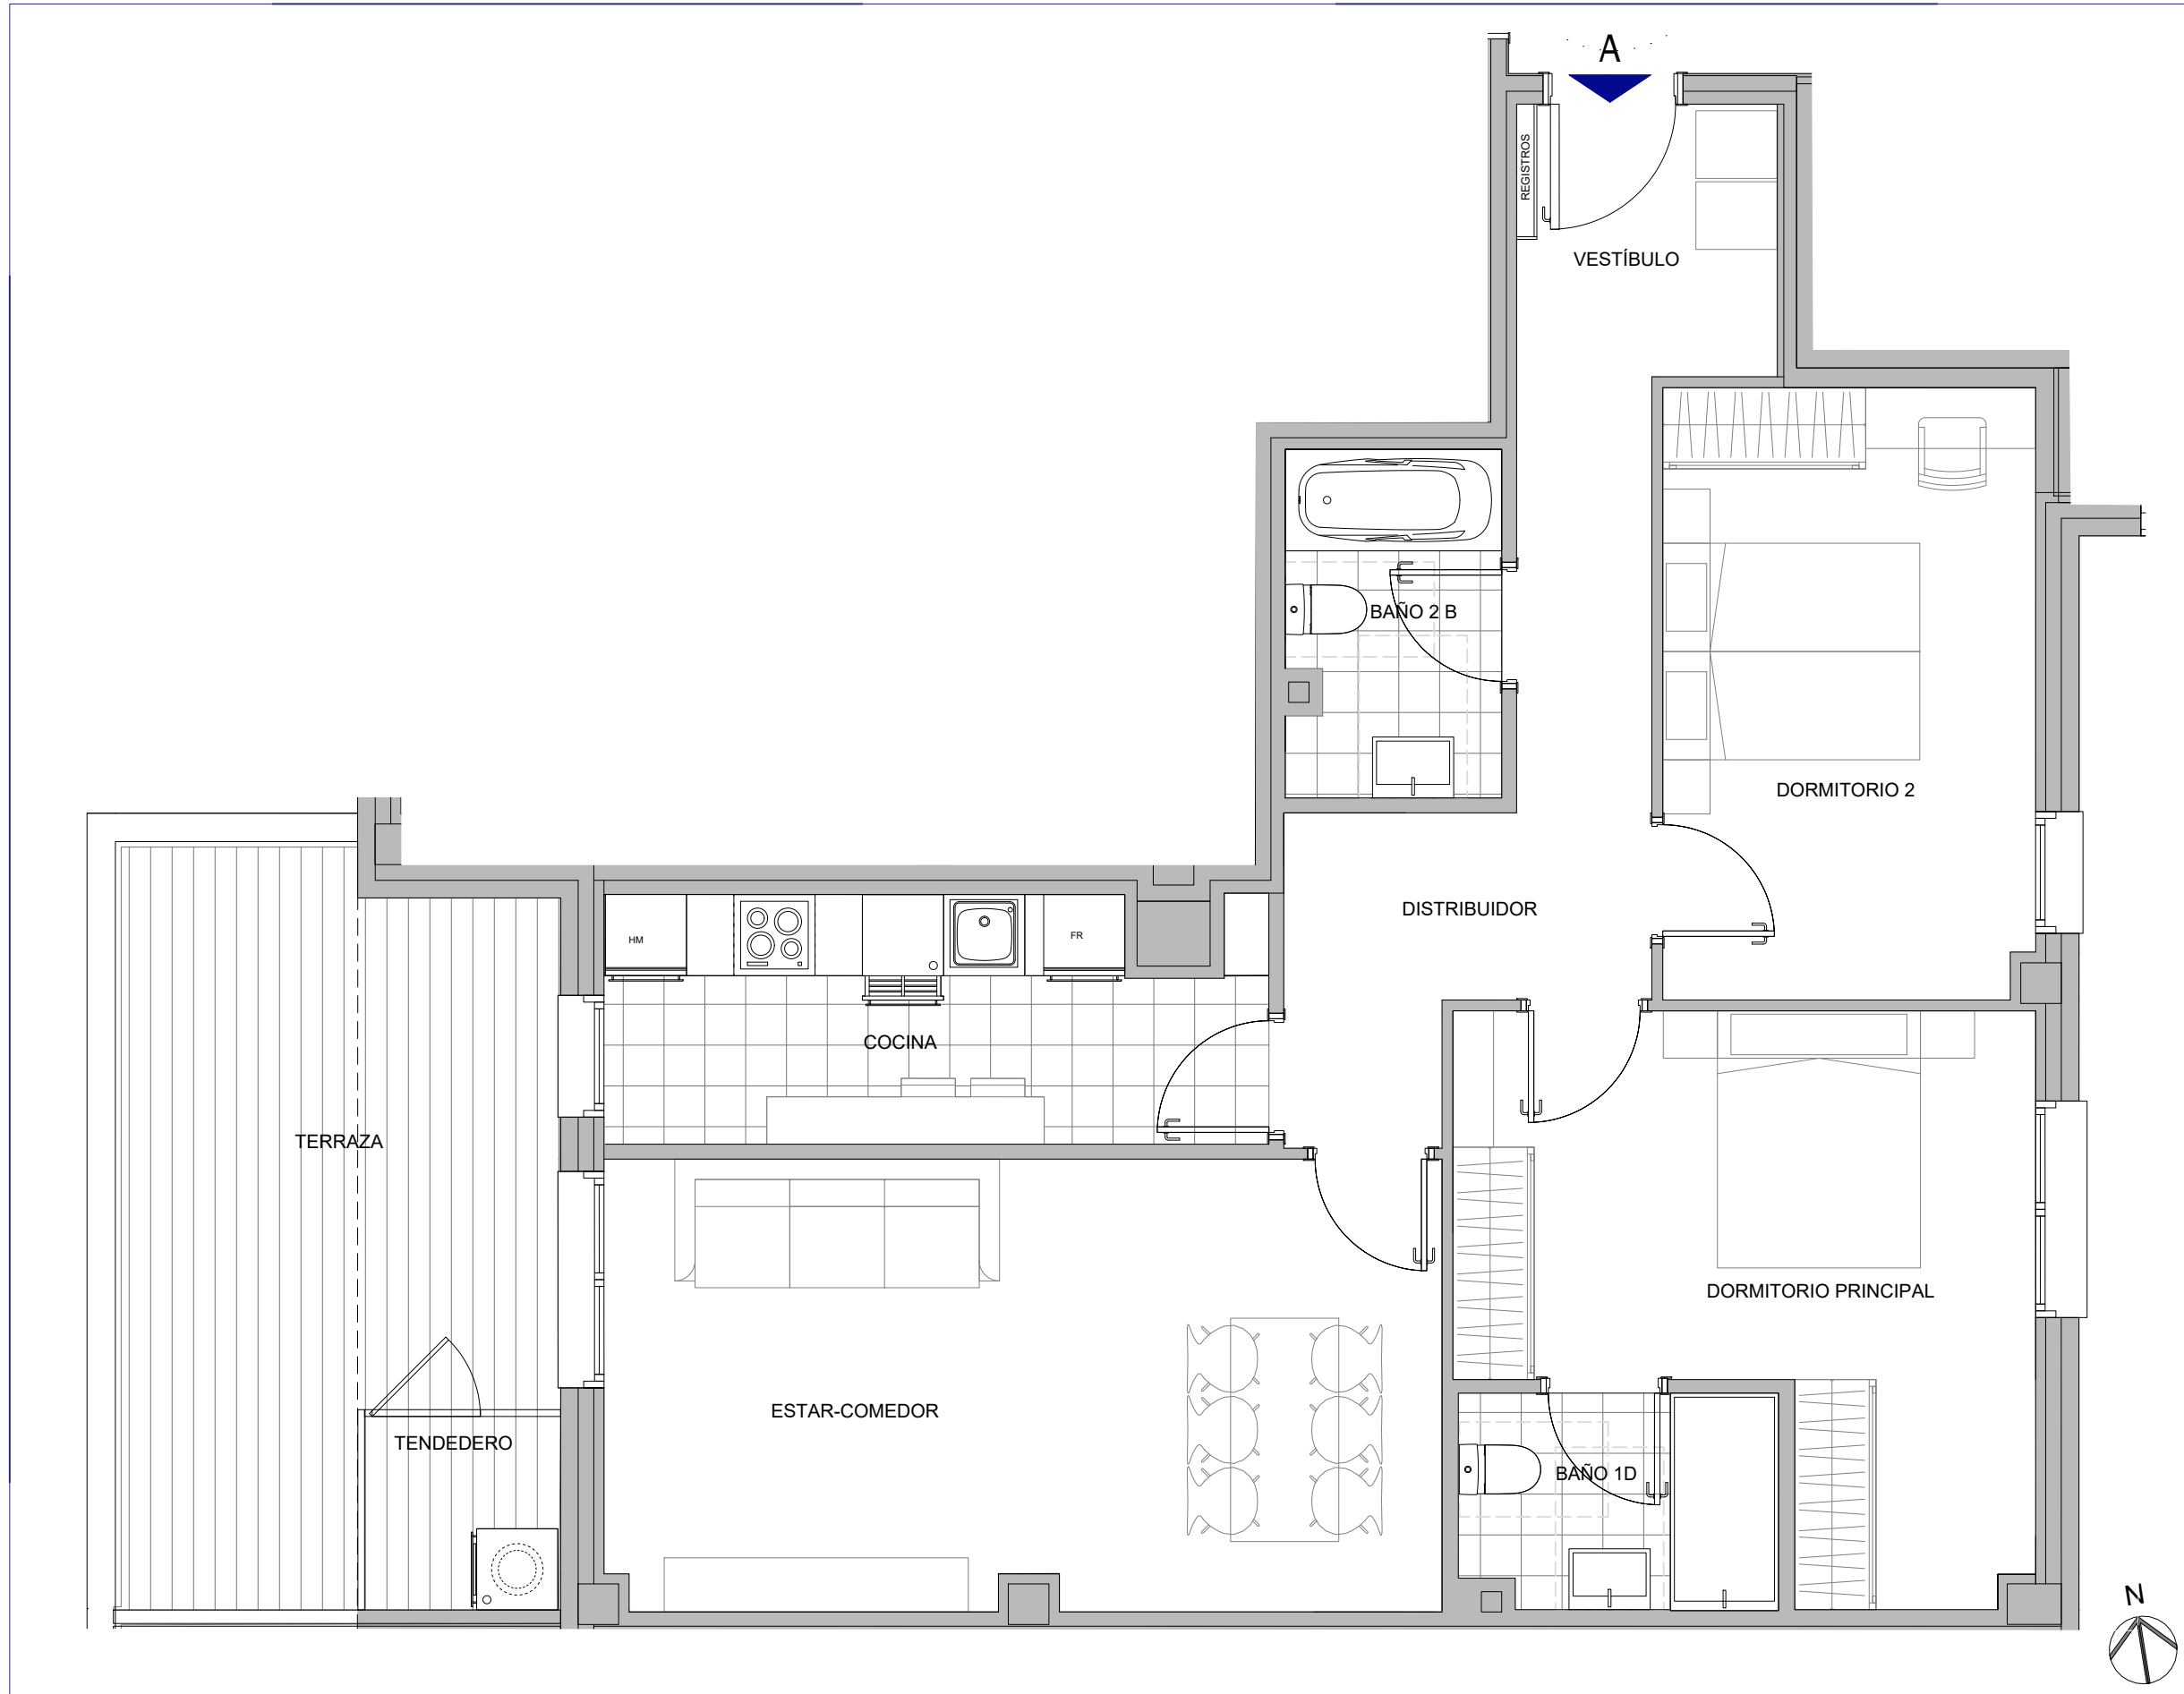 A
REGISTROS
VESTÍBULO
BAÑO 2 B
DORMITORIO 2
DISTRIBUIDOR
HM
FR
COCINA
TERRAZA
DORMITORIO PRINCIPAL
ESTAR-COMEDOR
TENDEDERO
BAÑO 1D
N